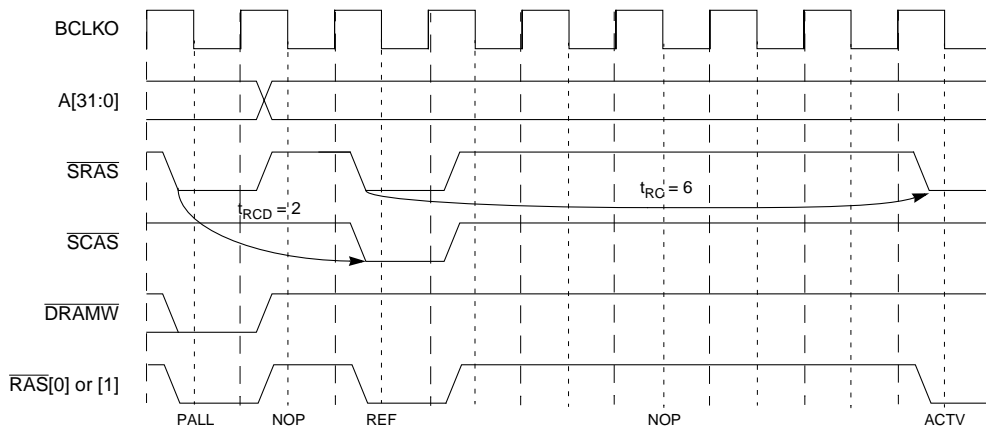 BCLKO
A[31:0]
SRAS
tRC = 6
tRCD = 2
SCAS
DRAMW
RAS[0] or [1]
PALL NOP REF NOP ACTV